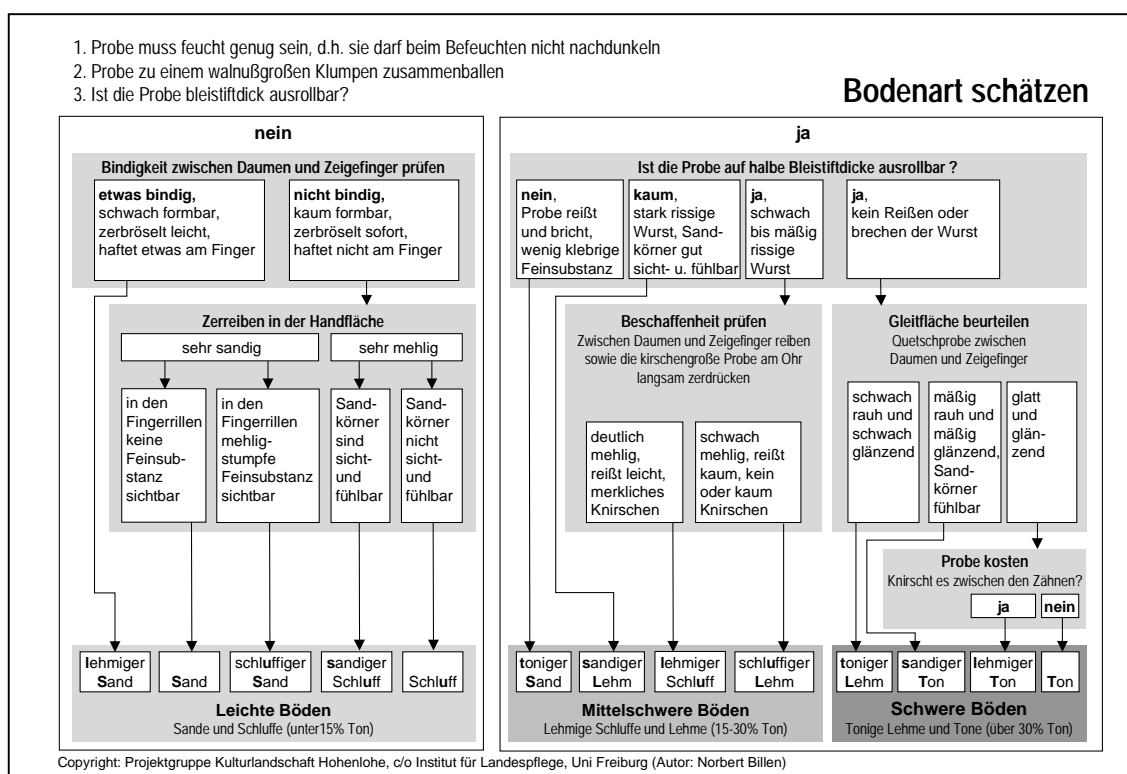 1. Probe muss feucht genug sein, d.h. sie darf beim Befeuchten nicht nachdunkeln
2. Probe zu einem walnußgroßen Klumpen zusammenballen
3. Ist die Probe bleistiftdick ausrollbar?
Bodenart schätzen
nein
Bindigkeit zwischen Daumen und Zeigefinger prüfen
etwas bindig,
schwach formbar,
zerbröselt leicht,
haftet etwas am Finger
nicht bindig,
kaum formbar,
zerbröselt sofort,
haftet nicht am Finger
Zerreiben in der Handfläche
sehr sandig
sehr mehlig
in den
Fingerrillen
keine
Feinsub-
stanz
sichtbar
in den
Fingerrillen
mehlig-
stumpfe
Feinsubstanz
sichtbar
Sand-
körner
sind
sicht-
und
fühlbar
Sand-
körner
nicht
sicht-
und
fühlbar
lehmiger
Sand
Sand
schluffiger
Sand
sandiger
Schluff
Schluff
Leichte Böden
Sande und Schluffe (unter15% Ton)
ja
Ist die Probe auf halbe Bleistiftdicke ausrollbar ?
nein,
Probe reißt
und bricht,
wenig klebrige
Feinsubstanz
kaum,
stark rissige
Wurst, Sand-
körner gut
sicht- u. fühlbar
ja,
schwach
bis mäßig
rissige
Wurst
ja,
kein Reißen oder
brechen der Wurst
Beschaffenheit prüfen
Zwischen Daumen und Zeigefinger reiben
sowie die kirschengroße Probe am Ohr
langsam zerdrücken
deutlich
mehlig,
reißt leicht,
merkliches
Knirschen
schwach
mehlig, reißt
kaum, kein
oder kaum
Knirschen
Gleitfläche beurteilen
Quetschprobe zwischen
Daumen und Zeigefinger
schwach
rauh und
schwach
glänzend
mäßig
rauh und
mäßig
glänzend,
Sand-
körner
fühlbar
glatt
und
glän-
zend
Probe kosten
Knirscht es zwischen den Zähnen?
ja
nein
toniger
Sand
sandiger
Lehm
lehmiger
Schluff
schluffiger
Lehm
Mittelschwere Böden
Lehmige Schluffe und Lehme (15-30% Ton)
toniger
Lehm
sandiger
Ton
lehmiger
Ton
Ton
Schwere Böden
Tonige Lehme und Tone (über 30% Ton)
Copyright: Projektgruppe Kulturlandschaft Hohenlohe, c/o Institut für Landespflege, Uni Freiburg (Autor: Norbert Billen)